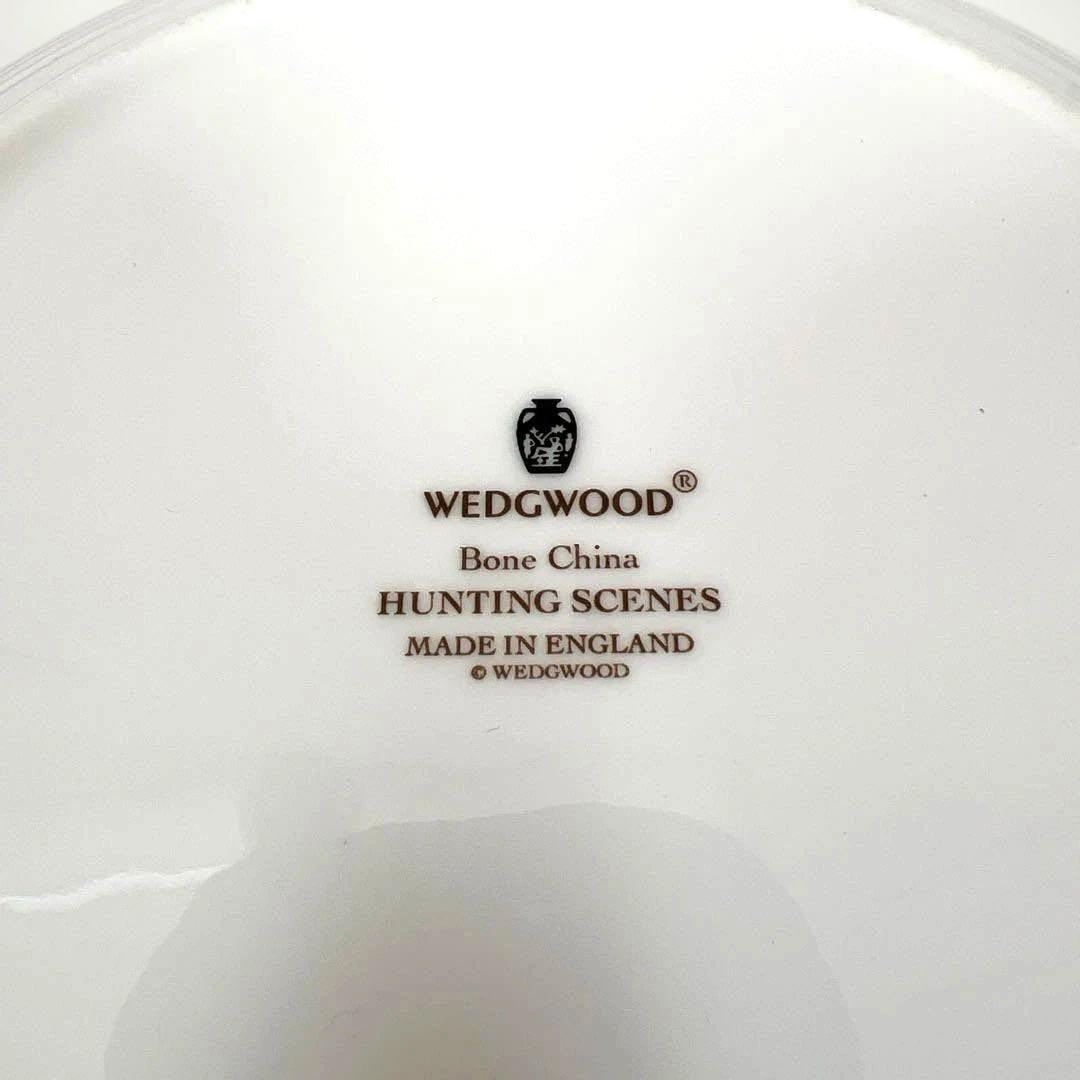 WEDGWOOD®
Bone China
HUNTING SCENES
MADE IN ENGLAND
© WEDGWOOD